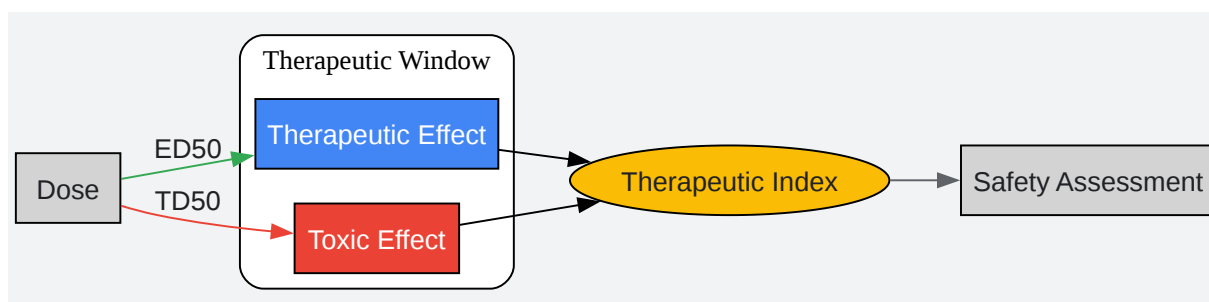 Therapeutic Window
Therapeutic Effect
ED50
Dose
TD50
Toxic Effect
Therapeutic Index
Safety Assessment